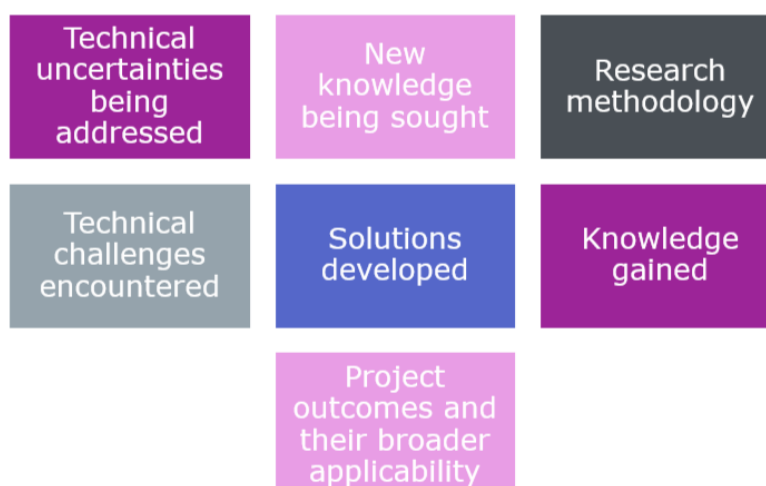 Technical
uncertainties
being
addressed
New
knowledge
being sought
Research
methodology
Technical
challenges
encountered
Solutions
developed
Knowledge
gained
Project
outcomes and
their broader
applicability